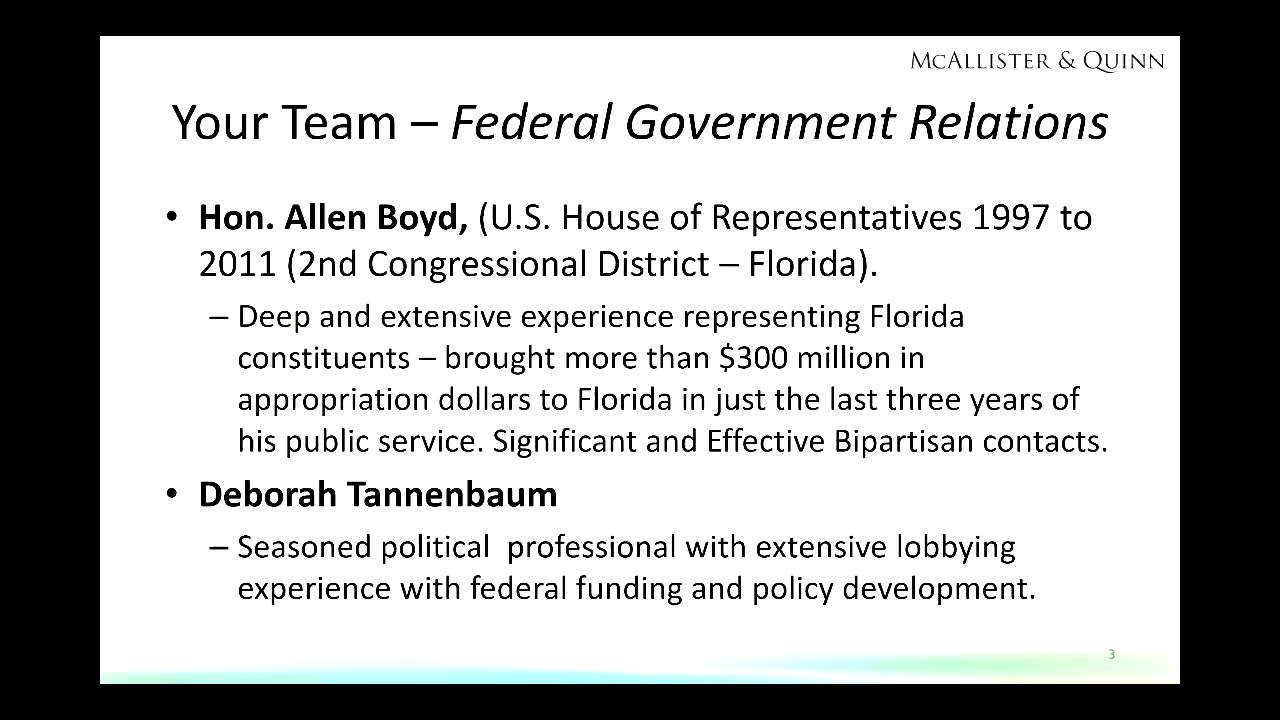 McAllister & Quinn
Your Team – Federal Government Relations
• Hon. Allen Boyd, (U.S. House of Representatives 1997 to
2011 (2nd Congressional District – Florida).
– Deep and extensive experience representing Florida
constituents – brought more than $300 million in
appropriation dollars to Florida in just the last three years of
his public service. Significant and Effective Bipartisan contacts.
• Deborah Tannenbaum
– Seasoned political  professional with extensive lobbying
experience with federal funding and policy development.
3